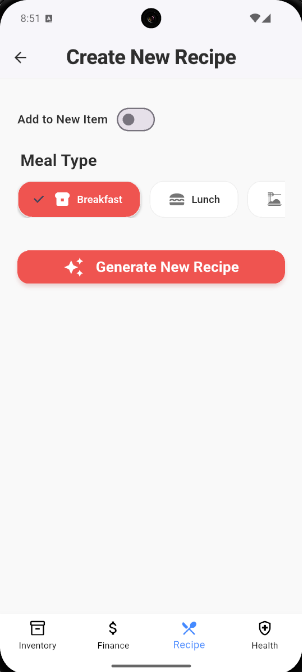 8:51
Create New Recipe
Add to New Item
Meal Type
Breakfast
Lunch
Generate New Recipe
Inventory
Finance
Recipe
Health